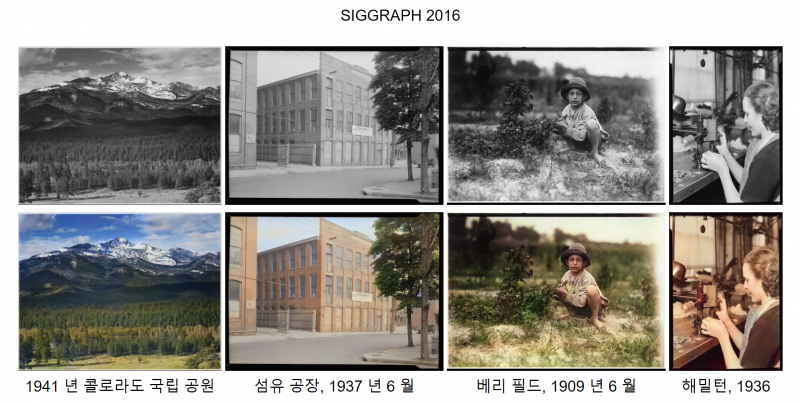 SIGGRAPH 2016
1941 년 콜로라도 국립 공원
섬유 공장, 1937 년 6 월
베리 필드, 1909 년 6 월
해밀턴, 1936